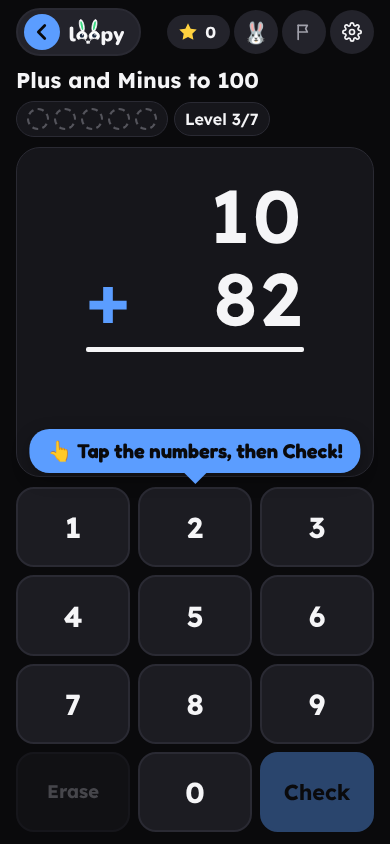 loopy
0
Plus and Minus to 100
Level 3/7
10
+ 82
👆 Tap the numbers, then Check!
1 2 3
4 5 6
7 8 9
Erase 0 Check